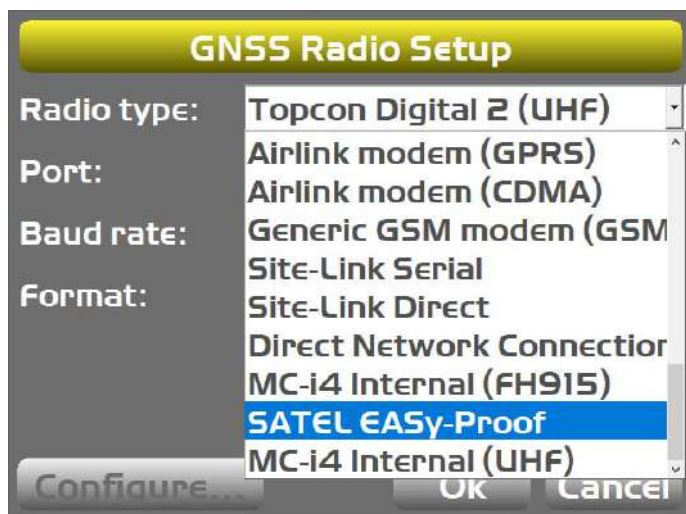 GNSS Radio Setup
Radio type: Topcon Digital 2 (UHF)
Airlink modem (GPRS)
Port:
Airlink modem (CDMA)
Baud rate: Generic GSM modem (GSM
Site-Link Serial
Format: Site-Link Direct
Direct Network Connection
MC-i4 Internal (FH915)
SATEL EASy-Proof
MC-i4 Internal (UHF)
Configure... Ok Cancel